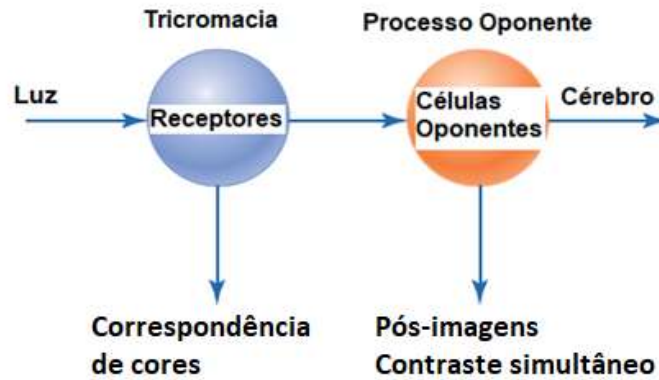 Tricromacia
Processo Oponente
Luz
Receptores
Células
Oponentes
Cérebro
Correspondência
de cores
Pós-imagens
Contraste simultâneo